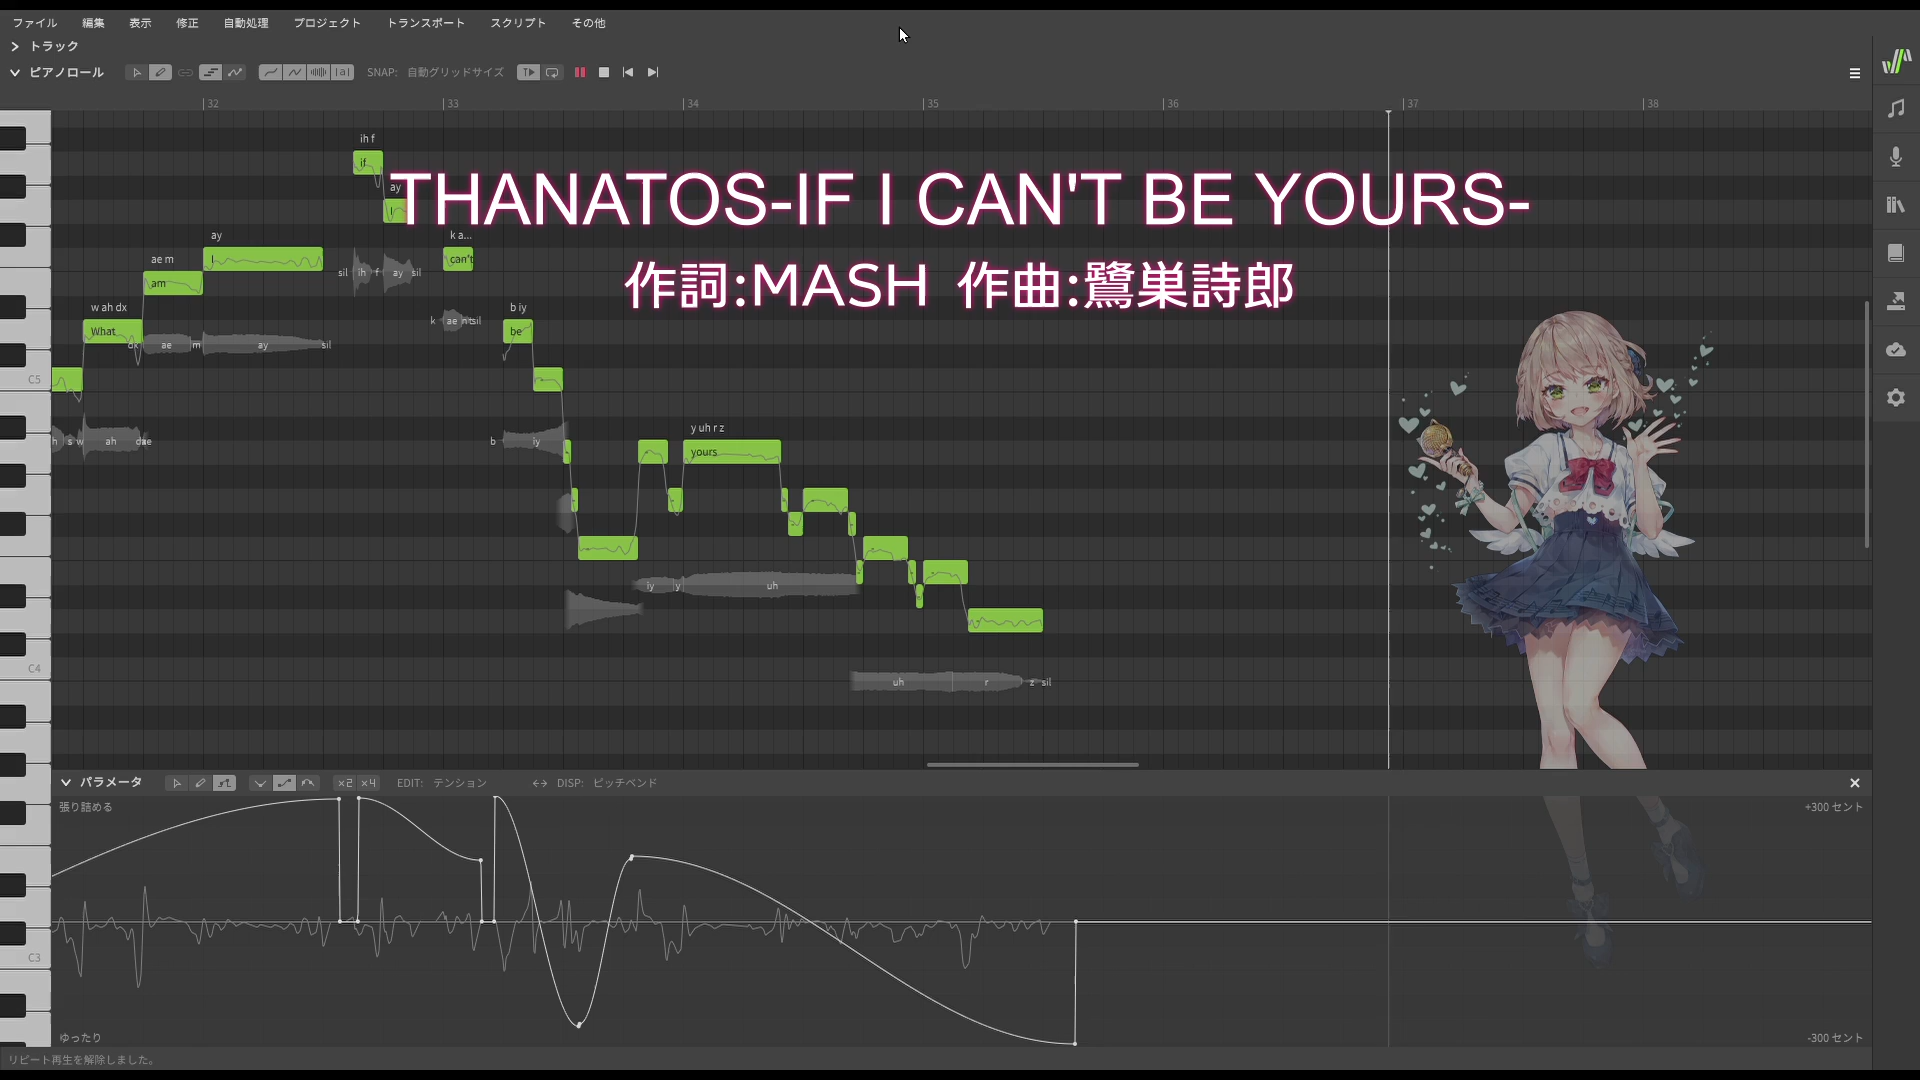 ファイル 編集 表示 修正 自動処理 プロジェクト トランスポート スクリプト その他
トラック
ピアノロール SNAP: 自動グリッドサイズ
32 33 34 35 36 37 38
ih f
if
ay
I
THANATOS-IF I CAN'T BE YOURS-
作詞:MASH 作曲:鷺巣詩郎
ay
I
k a...
can't
ae m
am
sil ih f ay sil
w ah dx
What
k ae n t sil
b iy
be
dx ae m ay sil
C5
y uh r z
yours
h s w ah dx ae
b iy
iy y uh
C4
uh r z sil
パラメータ x2 x4 EDIT: テンション DISP: ピッチベンド
張り詰める +300 セント
C3
ゆったり -300 セント
リピート再生を解除しました。